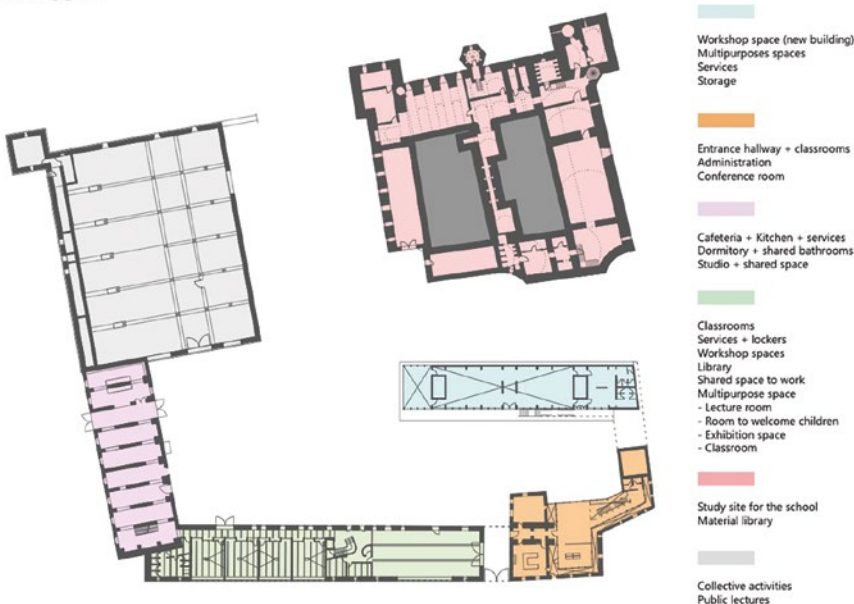 Workshop space (new building)
Multipurposes spaces
Services
Storage
Entrance hallway + classrooms
Administration
Conference room
Cafeteria + Kitchen + services
Dormitory + shared bathrooms
Studio + shared space
Classrooms
Services + lockers
Workshop spaces
Library
Shared space to work
Multipurpose space
- Lecture room
- Room to welcome children
- Exhibition space
- Classroom
Study site for the school
Material library
Collective activities
Public lectures